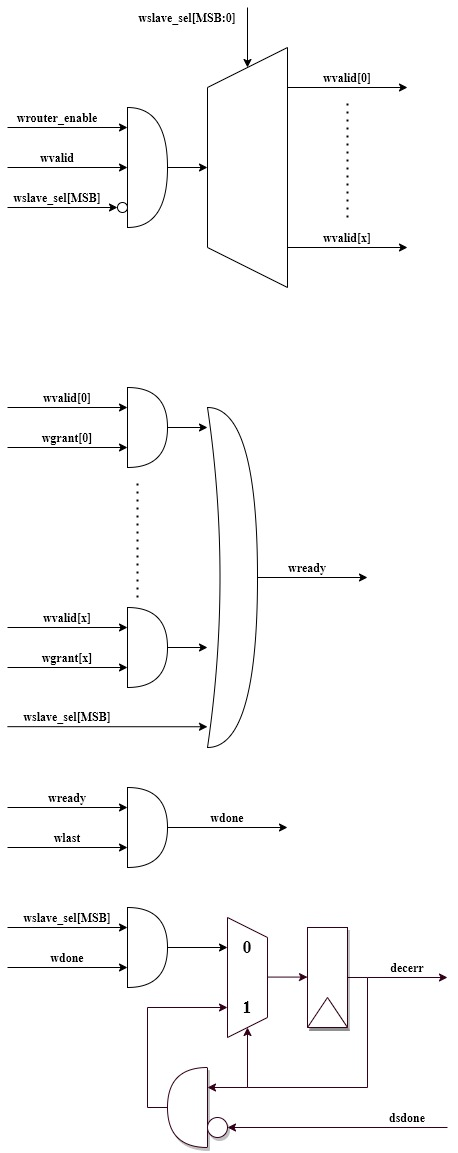 wslave_sel[MSB:0]
wvalid[0]
wrouter_enable
wvalid
wslave_sel[MSB]
wvalid[x]
wvalid[0]
wgrant[0]
wready
wvalid[x]
wgrant[x]
wslave_sel[MSB]
wready
wdone
wlast
wslave_sel[MSB]
0
wdone
decerr
1
dsdone